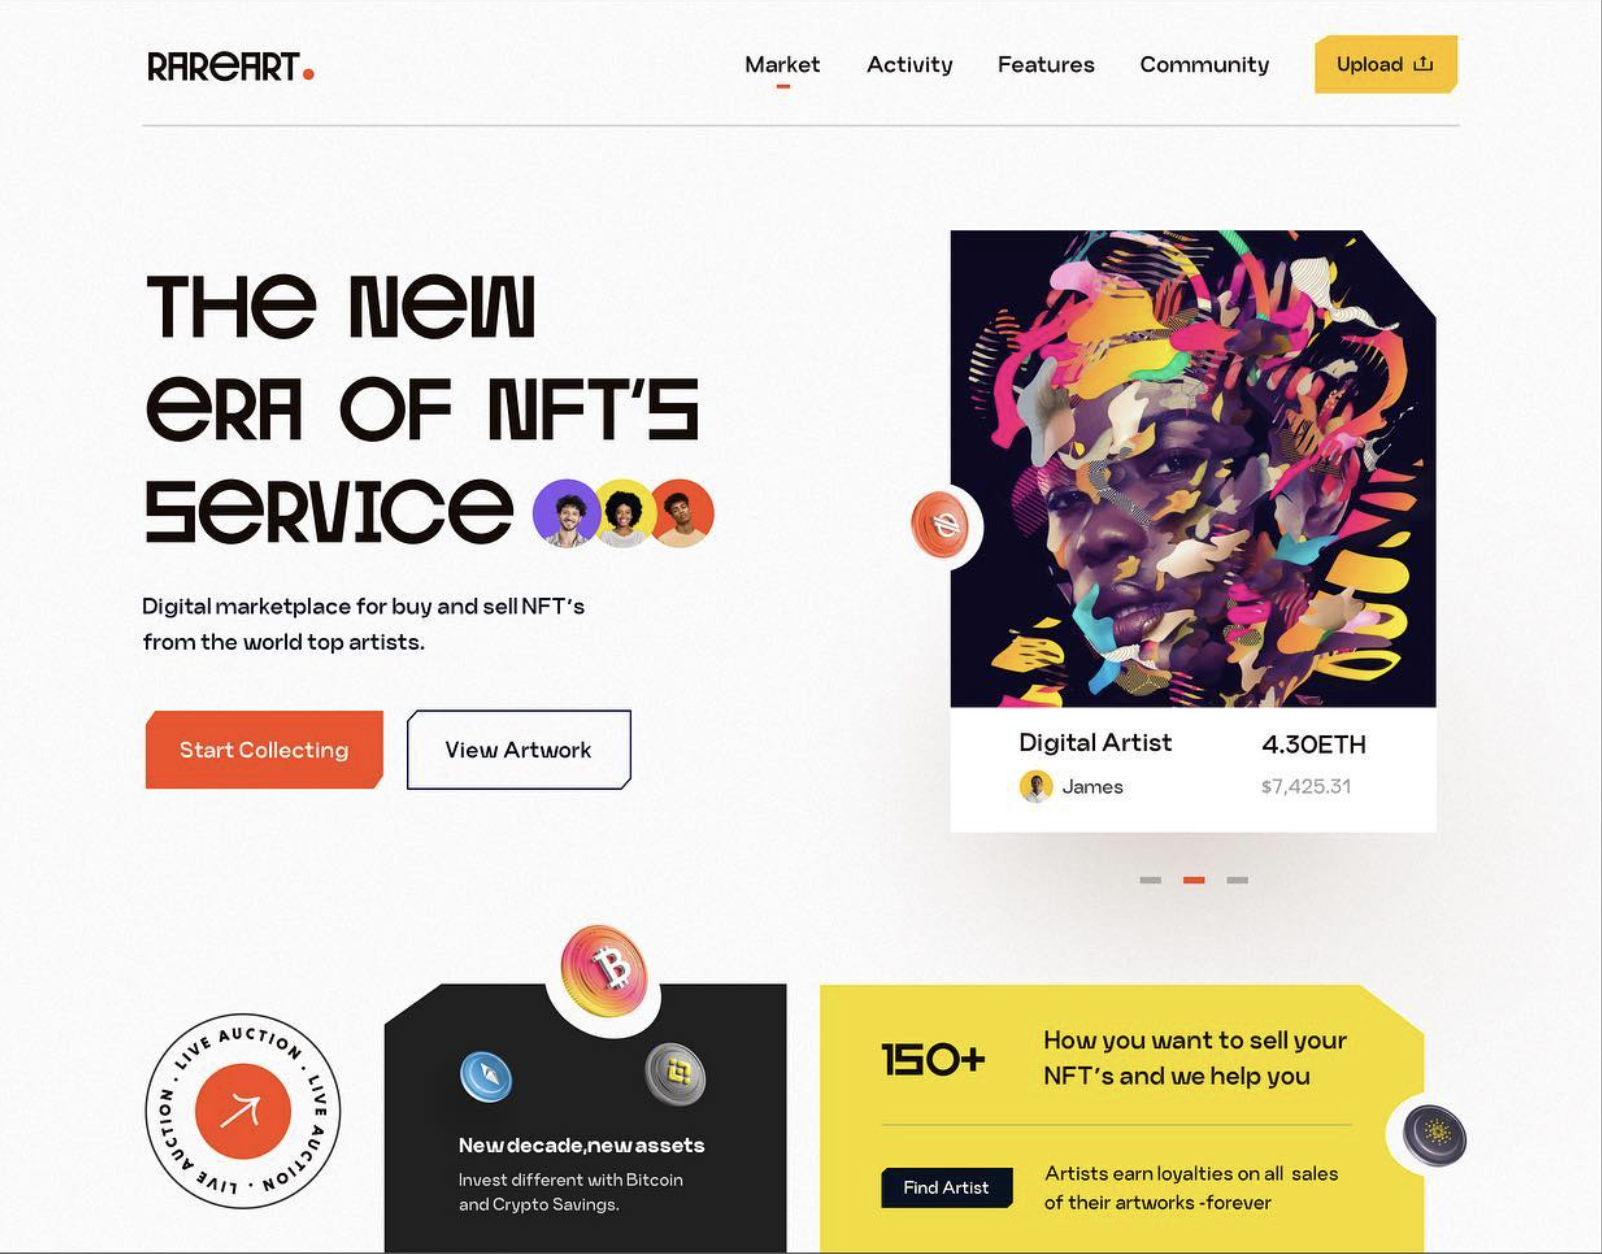 RAREART.
Market Activity Features Community Upload
THE NEW
ERA OF NFT'S
SERVICE
Digital marketplace for buy and sell NFT's
from the world top artists.
Start Collecting View Artwork
Digital Artist 4.30ETH
James $7,425.31
LIVE AUCTION · LIVE AUCTION · LIVE AUCTION ·
New decade,new assets
Invest different with Bitcoin
and Crypto Savings.
150+
How you want to sell your
NFT's and we help you
Find Artist
Artists earn loyalties on all sales
of their artworks -forever